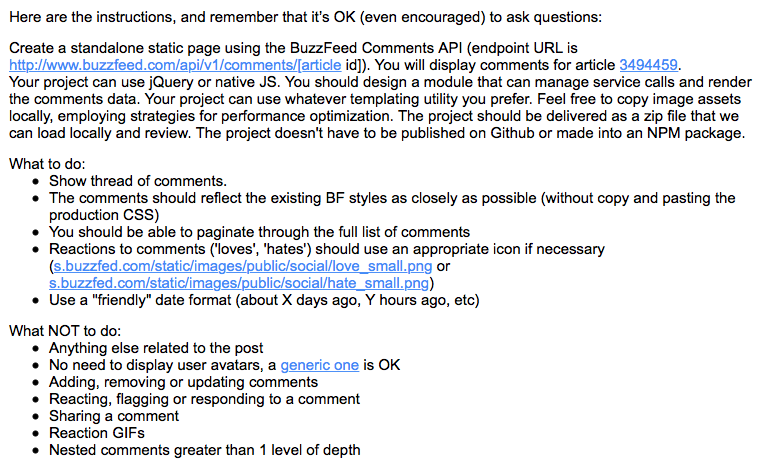 Here are the instructions, and remember that it's OK (even encouraged) to ask questions:
Create a standalone static page using the BuzzFeed Comments API (endpoint URL is
http://www.buzzfeed.com/api/v1/comments/[article id]). You will display comments for article 3494459.
Your project can use jQuery or native JS. You should design a module that can manage service calls and render
the comments data. Your project can use whatever templating utility you prefer. Feel free to copy image assets
locally, employing strategies for performance optimization. The project should be delivered as a zip file that we
can load locally and review. The project doesn't have to be published on Github or made into an NPM package.
What to do:
• Show thread of comments.
• The comments should reflect the existing BF styles as closely as possible (without copy and pasting the
production CSS)
• You should be able to paginate through the full list of comments
• Reactions to comments ('loves', 'hates') should use an appropriate icon if necessary
(s.buzzfed.com/static/images/public/social/love_small.png or
s.buzzfed.com/static/images/public/social/hate_small.png)
• Use a "friendly" date format (about X days ago, Y hours ago, etc)
What NOT to do:
• Anything else related to the post
• No need to display user avatars, a generic one is OK
• Adding, removing or updating comments
• Reacting, flagging or responding to a comment
• Sharing a comment
• Reaction GIFs
• Nested comments greater than 1 level of depth